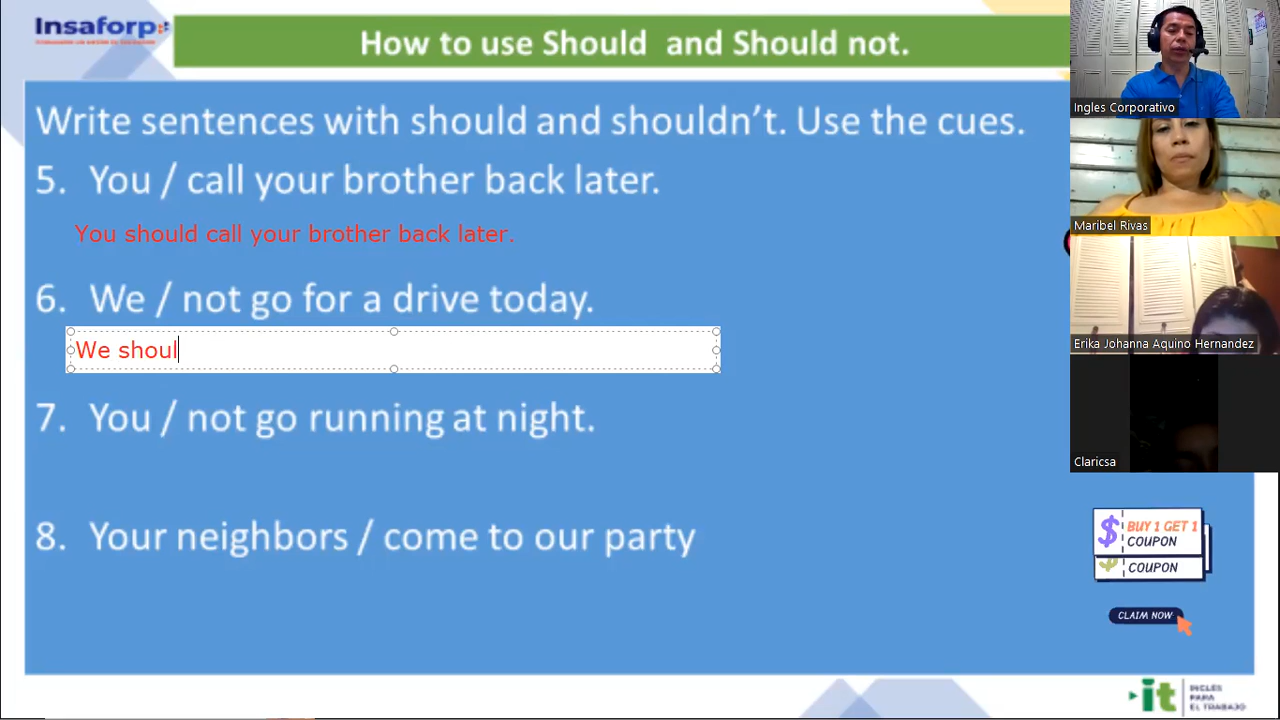 Insaforp
How to use Should and Should not.
Write sentences with should and shouldn't. Use the cues.
5. You / call your brother back later.
You should call your brother back later.
6. We / not go for a drive today.
We shoul
7. You / not go running at night.
8. Your neighbors / come to our party
Ingles Corporativo
Maribel Rivas
Erika Johanna Aquino Hernandez
Claricsa
$ BUY 1 GET 1
COUPON
COUPON
CLAIM NOW
it INGLES
PARA
EL TRABAJO